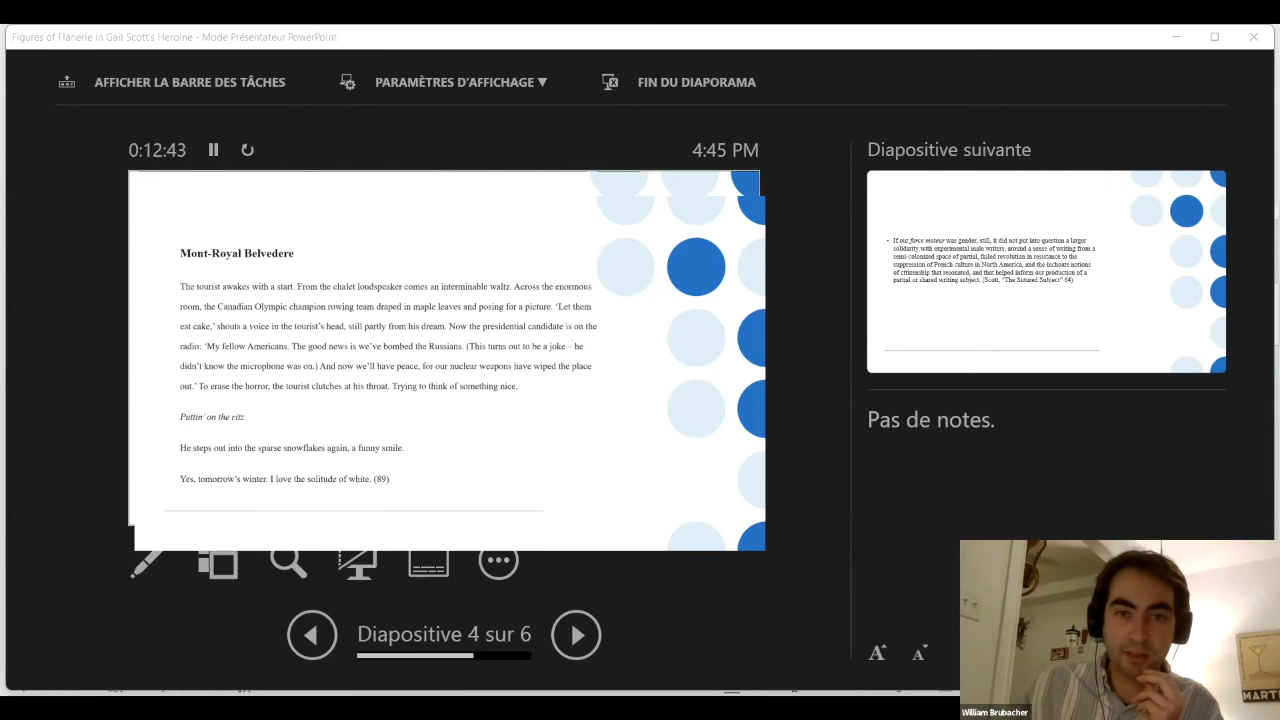 Figures of Flanerie in Gail Scott's Heroine - Mode Présentateur PowerPoint
AFFICHER LA BARRE DES TÂCHES
PARAMÈTRES D'AFFICHAGE ▼
FIN DU DIAPORAMA
0:12:43
4:45 PM
Mont-Royal Belvedere
The tourist awakes with a start. From the chalet loudspeaker comes an interminable waltz. Across the enormous
room, the Canadian Olympic champion rowing team draped in maple leaves and posing for a picture. 'Let them
eat cake,' shouts a voice in the tourist's head, still partly from his dream. Now the presidential candidate is on the
radio: 'My fellow Americans. The good news is we've bombed the Russians. (This turns out to be a joke – he
didn't know the microphone was on.) And now we'll have peace, for our nuclear weapons have wiped the place
out.' To erase the horror, the tourist clutches at his throat. Trying to think of something nice.
Puttin' on the ritz
He steps out into the sparse snowflakes again, a funny smile.
Yes, tomorrow's winter. I love the solitude of white. (89)
Diapositive 4 sur 6
Diapositive suivante
• If our force moteur was gender, still, it did not put into question a larger
solidarity with experimental male writers, around a sense of writing from a
semi-colonized space of partial, failed revolution in resistance to the
suppression of French culture in North America, and the inchoate notions
of citizenship that resonated, and that helped inform our production of a
partial or shared writing subject. (Scott, "The Sutured Subject" 64)
Pas de notes.
A A
MARTI
William Brubacher